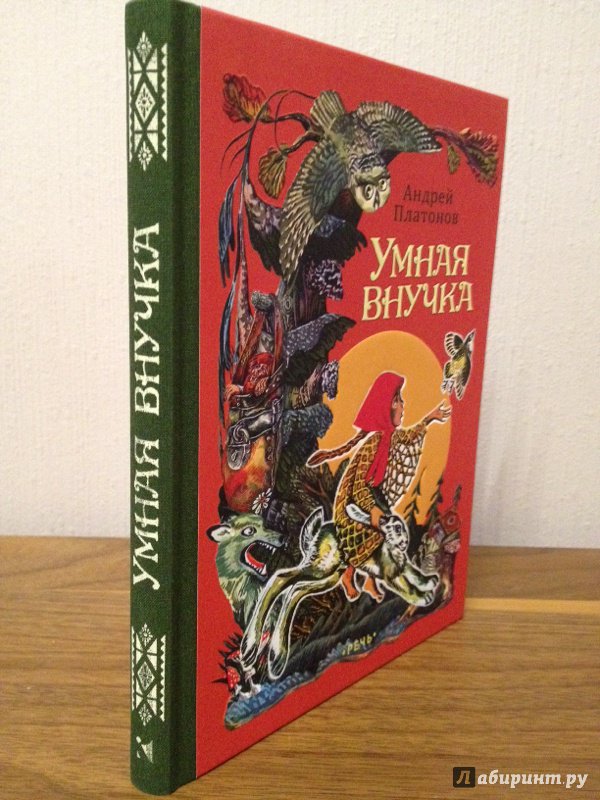 УМНАЯ ВНУЧКА
Андрей
Платонов
УМНАЯ
ВНУЧКА
•РЕЧЬ•
лабиринт.ру